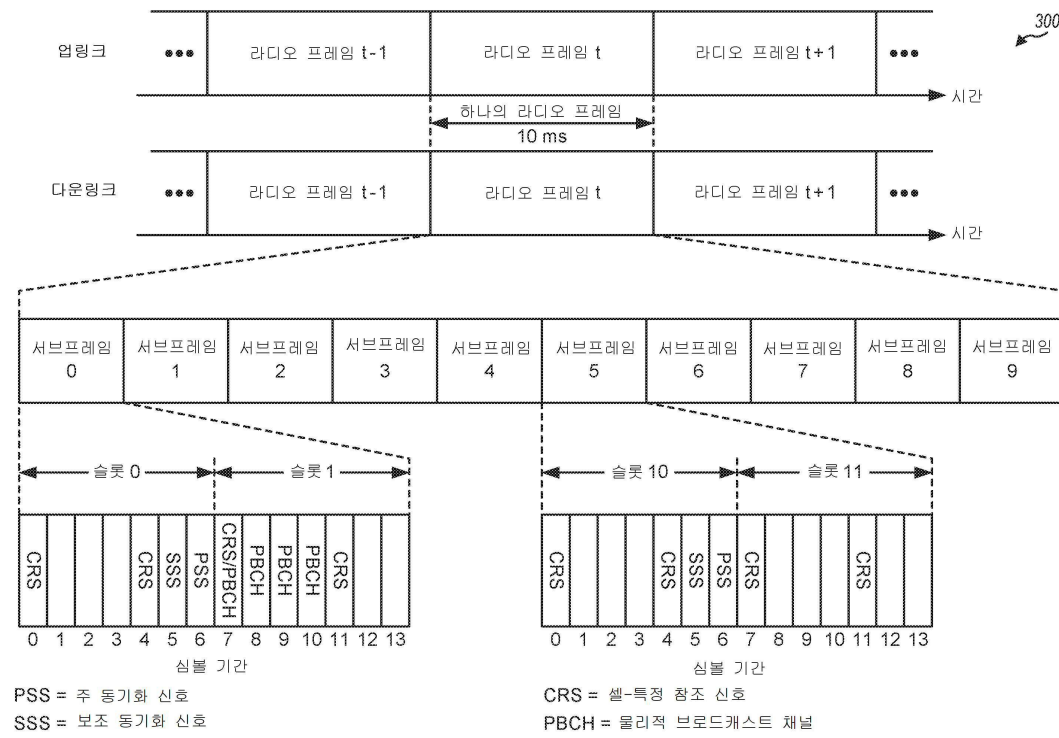 300
업링크 ••• 라디오 프레임 t-1 라디오 프레임 t 라디오 프레임 t+1 •••
시간
하나의 라디오 프레임
10 ms
다운링크 ••• 라디오 프레임 t-1 라디오 프레임 t 라디오 프레임 t+1 •••
시간
서브프레임 서브프레임 서브프레임 서브프레임 서브프레임 서브프레임 서브프레임 서브프레임 서브프레임 서브프레임
0 1 2 3 4 5 6 7 8 9
슬롯 0 슬롯 1 슬롯 10 슬롯 11
CRS CRS SSS PSS CRS/PBCH PBCH PBCH PBCH CRS CRS CRS SSS PSS CRS CRS
0 1 2 3 4 5 6 7 8 9 10 11 12 13 0 1 2 3 4 5 6 7 8 9 10 11 12 13
심볼 기간 심볼 기간
PSS = 주 동기화 신호 CRS = 셀-특정 참조 신호
SSS = 보조 동기화 신호 PBCH = 물리적 브로드캐스트 채널